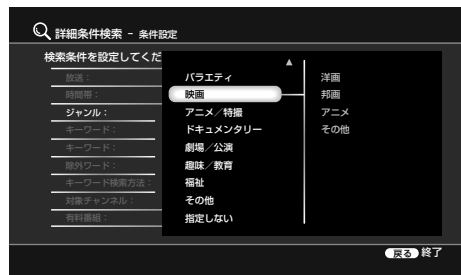 詳細条件検索 - 条件設定
検索条件を設定してくだ
放送：
時間帯：
ジャンル：
キーワード：
キーワード：
除外ワード：
キーワード検索方法：
対象チャンネル：
有料番組：
▲
バラエティ
映画
アニメ／特撮
ドキュメンタリー
劇場／公演
趣味／教育
福祉
その他
指定しない
洋画
邦画
アニメ
その他
戻る 終了